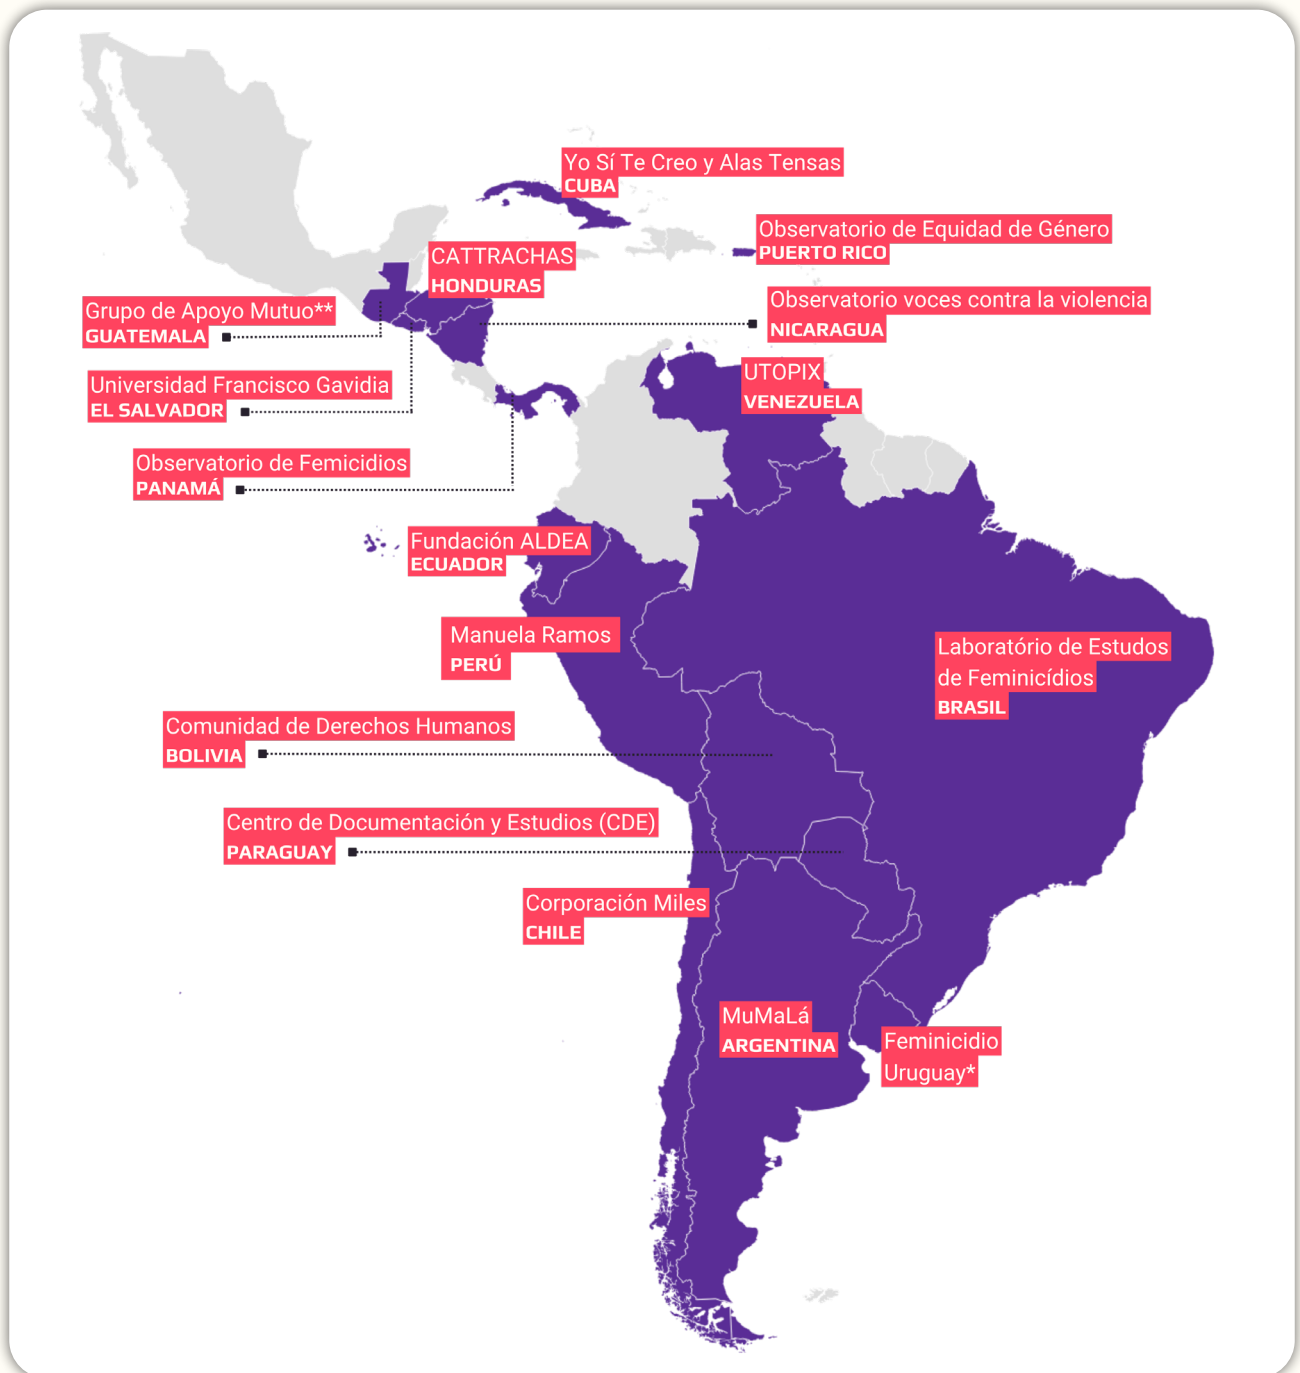 Yo Sí Te Creo y Alas Tensas
CUBA
Observatorio de Equidad de Género
PUERTO RICO
CATTRACHAS
HONDURAS
Observatorio voces contra la violencia
NICARAGUA
Grupo de Apoyo Mutuo**
GUATEMALA
UTOPIX
VENEZUELA
Universidad Francisco Gavidia
EL SALVADOR
Observatorio de Femicidios
PANAMÁ
Fundación ALDEA
ECUADOR
Manuela Ramos
PERÚ
Laboratório de Estudos
de Feminicídios
BRASIL
Comunidad de Derechos Humanos
BOLIVIA
Centro de Documentación y Estudios (CDE)
PARAGUAY
Corporación Miles
CHILE
MuMaLá
ARGENTINA
Feminicidio
Uruguay*